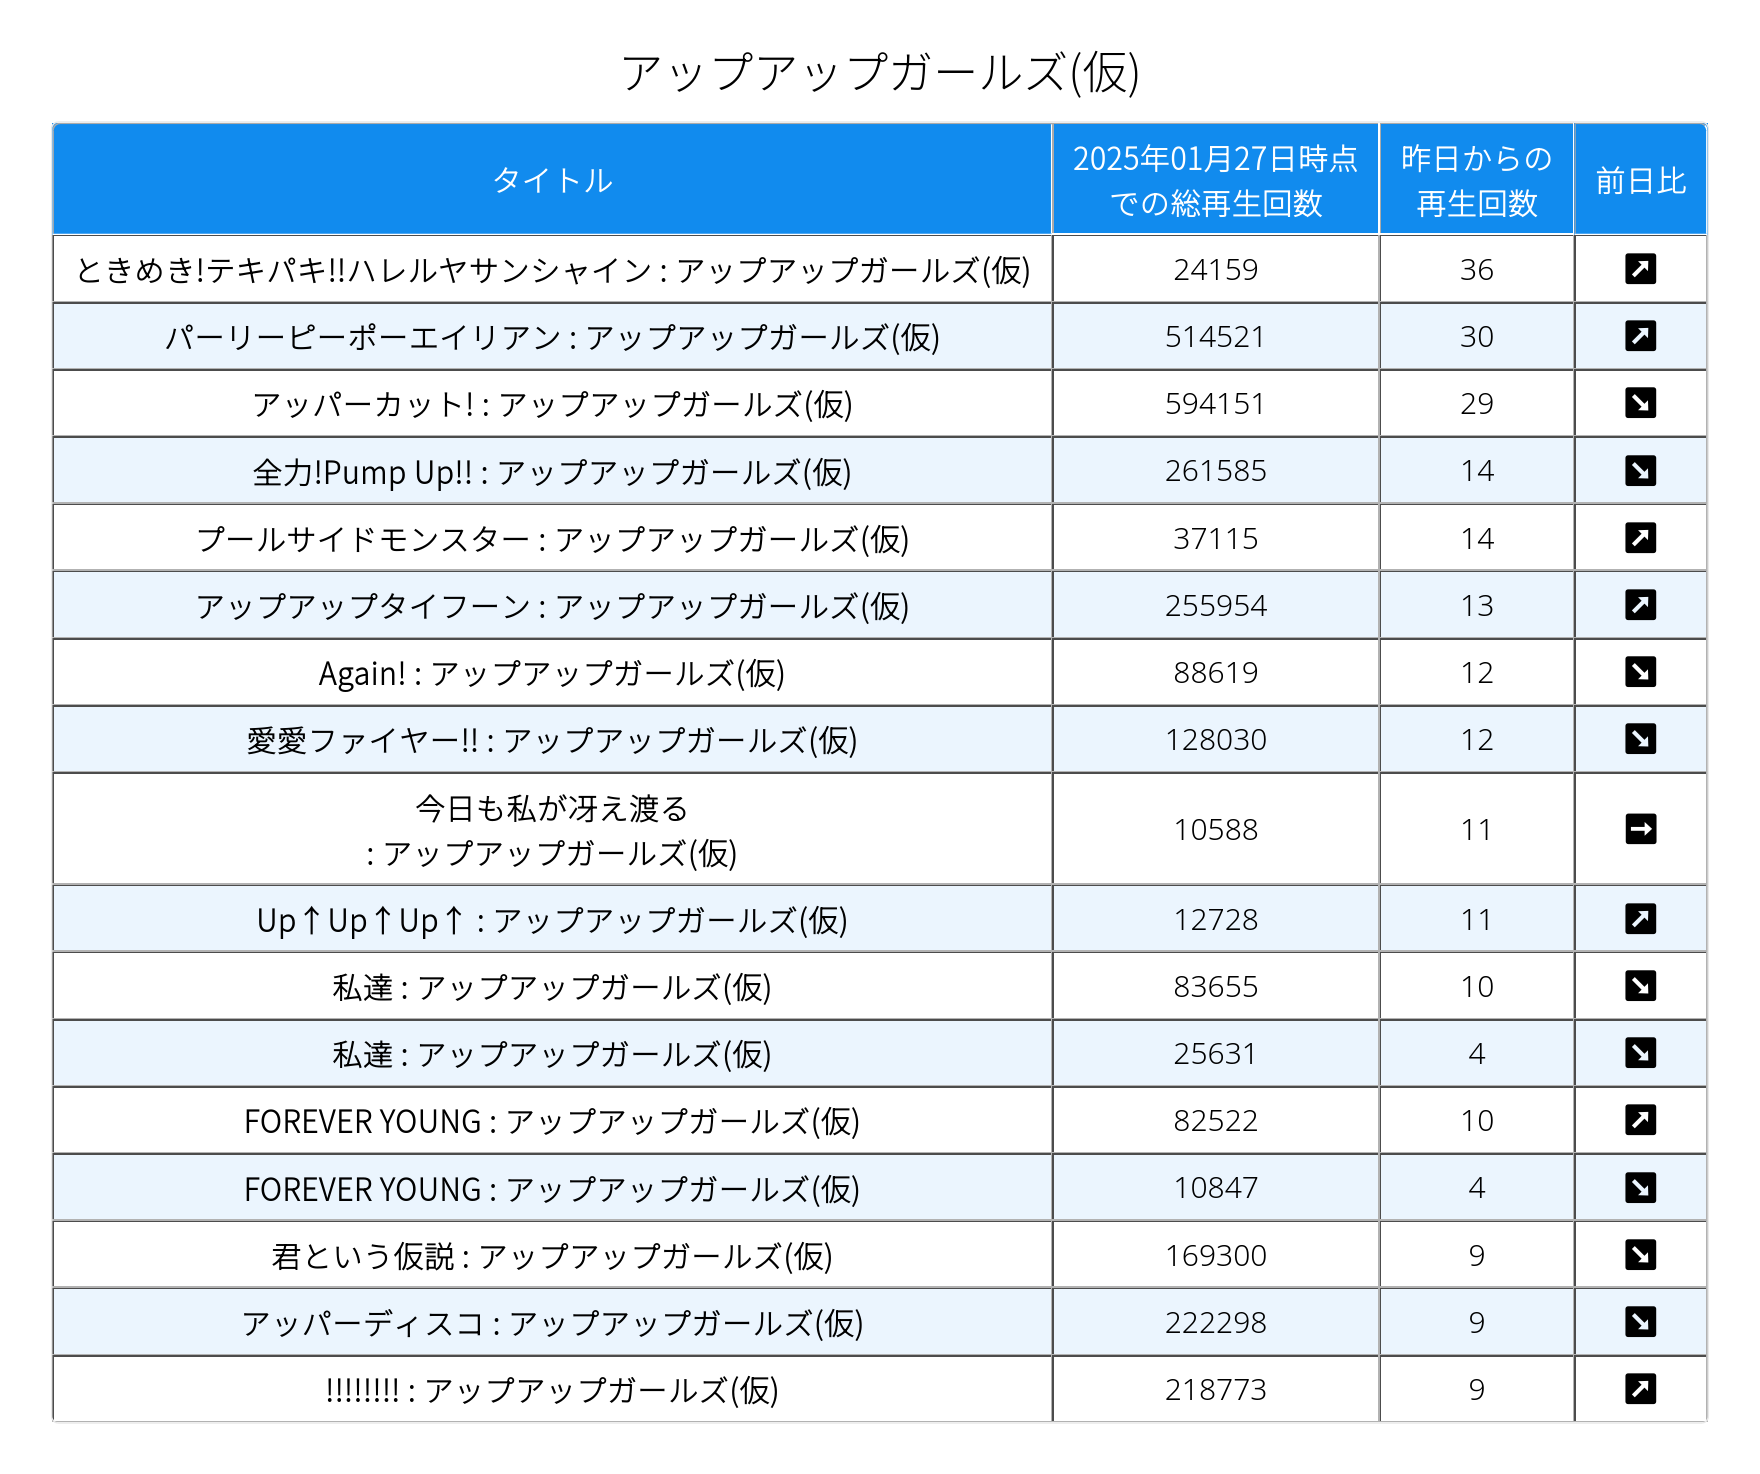 アップアップガールズ(仮)
タイトル
2025年01月27日時点
での総再生回数
昨日からの
再生回数
前日比
ときめき!テキパキ!!ハレルヤサンシャイン : アップアップガールズ(仮) 24159 36 ↗
パーリーピーポーエイリアン : アップアップガールズ(仮) 514521 30 ↗
アッパーカット! : アップアップガールズ(仮) 594151 29 ↘
全力!Pump Up!! : アップアップガールズ(仮) 261585 14 ↘
プールサイドモンスター : アップアップガールズ(仮) 37115 14 ↗
アップアップタイフーン : アップアップガールズ(仮) 255954 13 ↗
Again! : アップアップガールズ(仮) 88619 12 ↘
愛愛ファイヤー!! : アップアップガールズ(仮) 128030 12 ↘
今日も私が冴え渡る
: アップアップガールズ(仮) 10588 11 →
Up↑Up↑Up↑ : アップアップガールズ(仮) 12728 11 ↗
私達 : アップアップガールズ(仮) 83655 10 ↘
私達 : アップアップガールズ(仮) 25631 4 ↘
FOREVER YOUNG : アップアップガールズ(仮) 82522 10 ↗
FOREVER YOUNG : アップアップガールズ(仮) 10847 4 ↘
君という仮説 : アップアップガールズ(仮) 169300 9 ↘
アッパーディスコ : アップアップガールズ(仮) 222298 9 ↘
!!!!!!!! : アップアップガールズ(仮) 218773 9 ↗